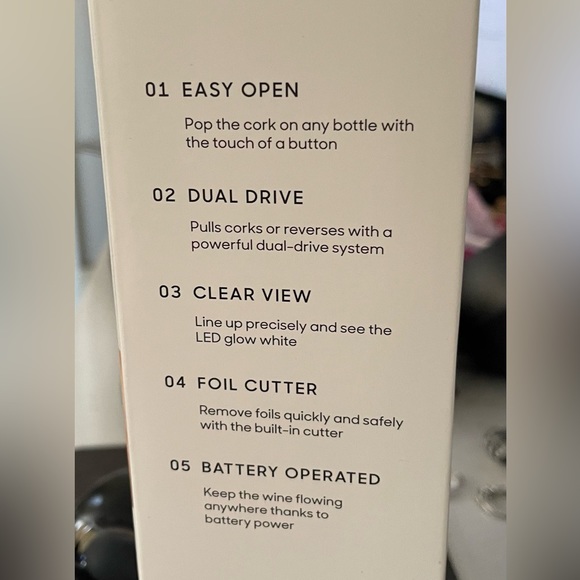 01 EASY OPEN
Pop the cork on any bottle with
the touch of a button
02 DUAL DRIVE
Pulls corks or reverses with a
powerful dual-drive system
03 CLEAR VIEW
Line up precisely and see the
LED glow white
04 FOIL CUTTER
Remove foils quickly and safely
with the built-in cutter
05 BATTERY OPERATED
Keep the wine flowing
anywhere thanks to
battery power